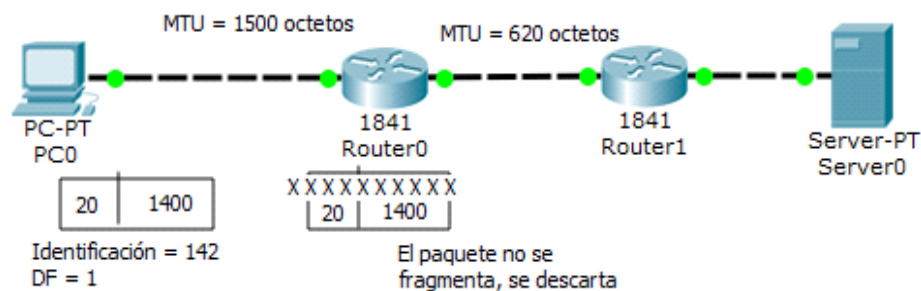 MTU = 1500 octetos
MTU = 620 octetos
PC-PT
PC0
1841
Router0
1841
Router1
Server-PT
Server0
20 1400
Identificación = 142
DF = 1
X X X X X X X X X X
20 1400
El paquete no se
fragmenta, se descarta